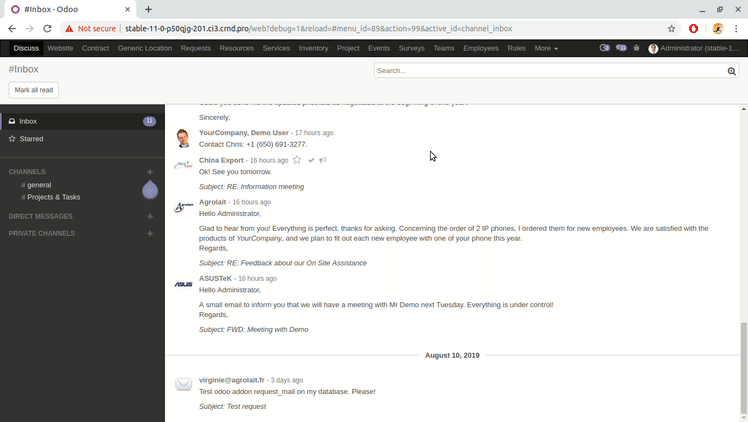 #Inbox - Odoo
Not secure stable-11-0-p50qjg-201.ci3.crnd.pro/web?debug=1&reload=#menu_id=89&action=99&active_id=channel_inbox
Discuss Website Contract Generic Location Requests Resources Services Inventory Project Events Surveys Teams Employees Rules More Administrator (stable-1...
#Inbox
Search...
Mark all read
Inbox 11
Starred
CHANNELS
# general
# Projects & Tasks
DIRECT MESSAGES
PRIVATE CHANNELS
Sincerely,
YourCompany, Demo User - 17 hours ago
Contact Chris: +1 (650) 691-3277.
China Export - 16 hours ago
Ok! See you tomorrow.
Subject: RE: Information meeting
Agrolait - 16 hours ago
Hello Administrator,
Glad to hear from you! Everything is perfect, thanks for asking. Concerning the order of 2 IP phones, I ordered them for new employees. We are satisfied with the
products of YourCompany, and we plan to fit out each new employee with one of your phone this year.
Regards,
Subject: RE: Feedback about our On Site Assistance
ASUSTeK - 16 hours ago
Hello Administrator,
A small email to inform you that we will have a meeting with Mr Demo next Tuesday. Everything is under control!
Regards,
Subject: FWD: Meeting with Demo
August 10, 2019
virginie@agrolait.fr - 3 days ago
Test odoo addon request_mail on my database. Please!
Subject: Test request